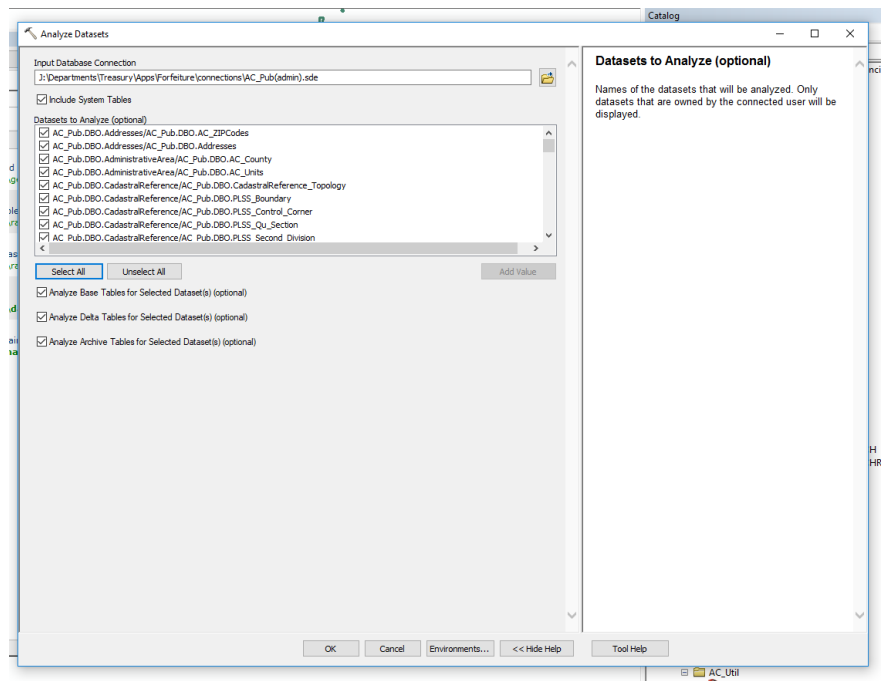 Catalog
Analyze Datasets
Input Database Connection
J:\Departments\Treasury\Apps\Forfeiture\connections\AC_Pub(admin).sde
Include System Tables
Datasets to Analyze (optional)
AC_Pub.DBO.Addresses/AC_Pub.DBO.AC_ZIPCodes
AC_Pub.DBO.Addresses/AC_Pub.DBO.Addresses
AC_Pub.DBO.AdministrativeArea/AC_Pub.DBO.AC_County
AC_Pub.DBO.AdministrativeArea/AC_Pub.DBO.AC_Units
AC_Pub.DBO.CadastralReference/AC_Pub.DBO.CadastralReference_Topology
AC_Pub.DBO.CadastralReference/AC_Pub.DBO.PLSS_Boundary
AC_Pub.DBO.CadastralReference/AC_Pub.DBO.PLSS_Control_Corner
AC_Pub.DBO.CadastralReference/AC_Pub.DBO.PLSS_Qu_Section
AC_Pub.DBO.CadastralReference/AC_Pub.DBO.PLSS_Second_Division
Select All Unselect All Add Value
Analyze Base Tables for Selected Dataset(s) (optional)
Analyze Delta Tables for Selected Dataset(s) (optional)
Analyze Archive Tables for Selected Dataset(s) (optional)
Datasets to Analyze (optional)
Names of the datasets that will be analyzed. Only
datasets that are owned by the connected user will be
displayed.
OK Cancel Environments... << Hide Help Tool Help
AC_Util